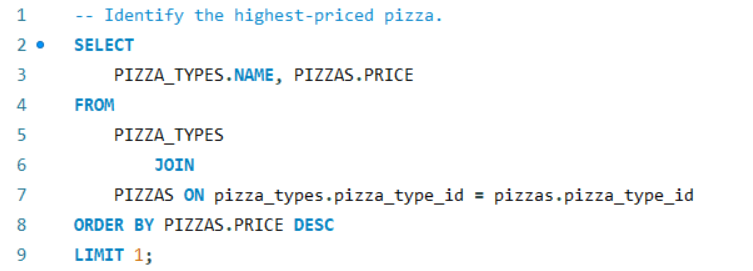 1 -- Identify the highest-priced pizza.
2 SELECT
3 PIZZA_TYPES.NAME, PIZZAS.PRICE
4 FROM
5 PIZZA_TYPES
6 JOIN
7 PIZZAS ON pizza_types.pizza_type_id = pizzas.pizza_type_id
8 ORDER BY PIZZAS.PRICE DESC
9 LIMIT 1;